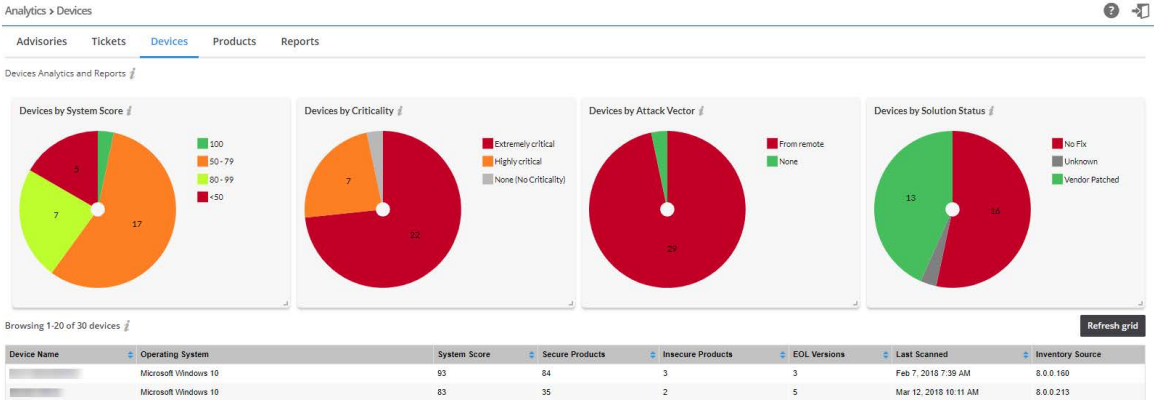 Analytics > Devices
Advisories Tickets Devices Products Reports
Devices Analytics and Reports
Devices by System Score
100
50 - 79
80 - 99
<50
5
7
17
Devices by Criticality
Extremely critical
Highly critical
None (No Criticality)
7
22
Devices by Attack Vector
From remote
None
29
Devices by Solution Status
No Fix
Unknown
Vendor Patched
13
16
Browsing 1-20 of 30 devices
Refresh grid
Device Name Operating System System Score Secure Products Insecure Products EOL Versions Last Scanned Inventory Source
Microsoft Windows 10 93 84 3 3 Feb 7, 2018 7:39 AM 8.0.0.160
Microsoft Windows 10 83 35 2 5 Mar 12, 2018 10:11 AM 8.0.0.213